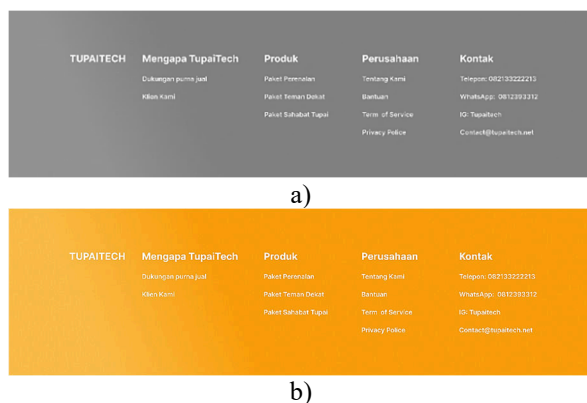 TUPAITECH Mengapa TupaiTech Produk Perusahaan Kontak
Dukungan purna jual Paket Perenalan Tentang Kami Telepon: 082133222215
Klien Kami Paket Teman Dekat Bantuan WhatsApp: 0812393312
Paket Sahabat Tupai Term of Service IG: Tupaitech
Privacy Police Contact@tupaitech.net
a)
TUPAITECH Mengapa TupaiTech Produk Perusahaan Kontak
Dukungan purna jual Paket Perenalan Tentang Kami Telepon: 082133222215
Klien Kami Paket Teman Dekat Bantuan WhatsApp: 0812393312
Paket Sahabat Tupai Term of Service IG: Tupaitech
Privacy Police Contact@tupaitech.net
b)